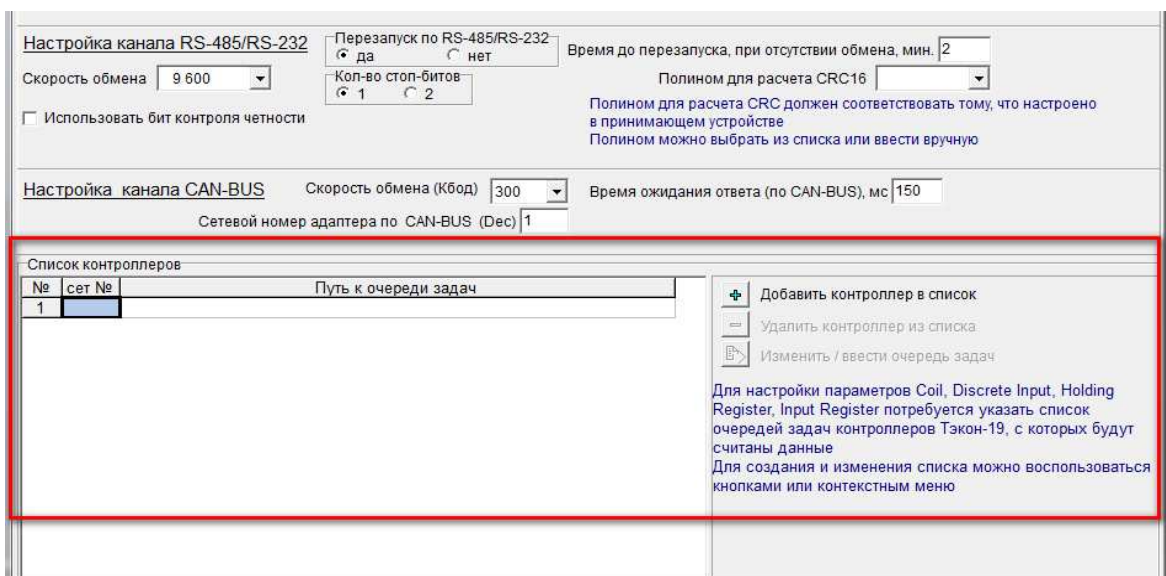 Настройка канала RS-485/RS-232
Перезапуск по RS-485/RS-232
да нет
Время до перезапуска, при отсутствии обмена, мин. 2
Скорость обмена 9 600
Кол-во стоп-битов
1 2
Полином для расчета CRC16
Использовать бит контроля четности
Полином для расчета CRC должен соответствовать тому, что настроено
в принимающем устройстве
Полином можно выбрать из списка или ввести вручную
Настройка канала CAN-BUS
Скорость обмена (Кбод) 300
Время ожидания ответа (по CAN-BUS), мс 150
Сетевой номер адаптера по CAN-BUS (Dec) 1
Список контроллеров
№ сет № Путь к очереди задач
1
Добавить контроллер в список
Удалить контроллер из списка
Изменить / ввести очередь задач
Для настройки параметров Coil, Discrete Input, Holding
Register, Input Register потребуется указать список
очередей задач контроллеров Тэкон-19, с которых будут
считаны данные
Для создания и изменения списка можно воспользоваться
кнопками или контекстным меню